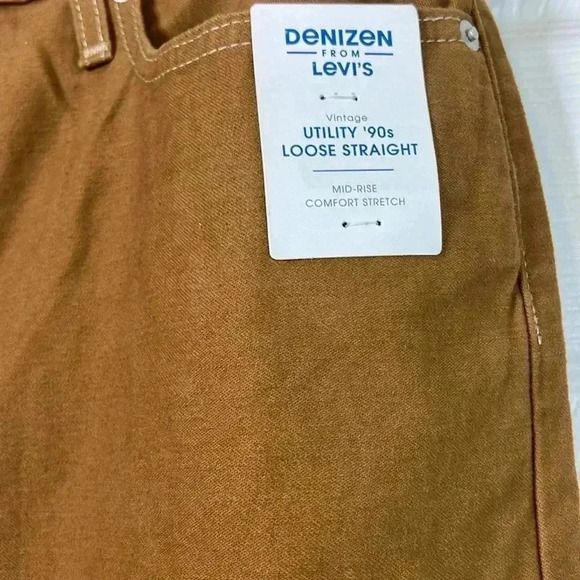 DENIZEN
FROM
LEVI'S
Vintage
UTILITY '90s
LOOSE STRAIGHT
MID-RISE
COMFORT STRETCH